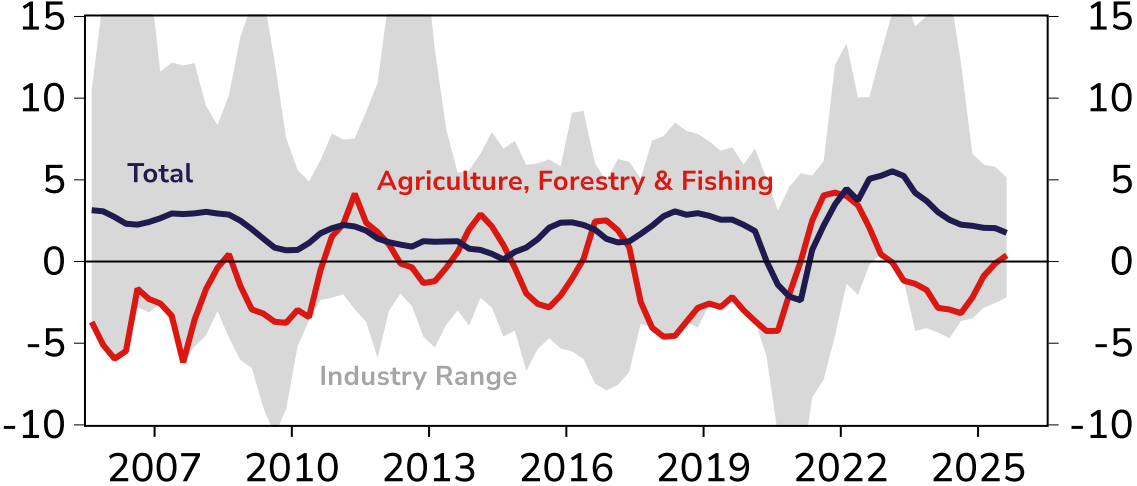 15 15
10 10
Total
5 Agriculture, Forestry & Fishing 5
0 0
-5 -5
Industry Range
-10 -10
2007 2010 2013 2016 2019 2022 2025